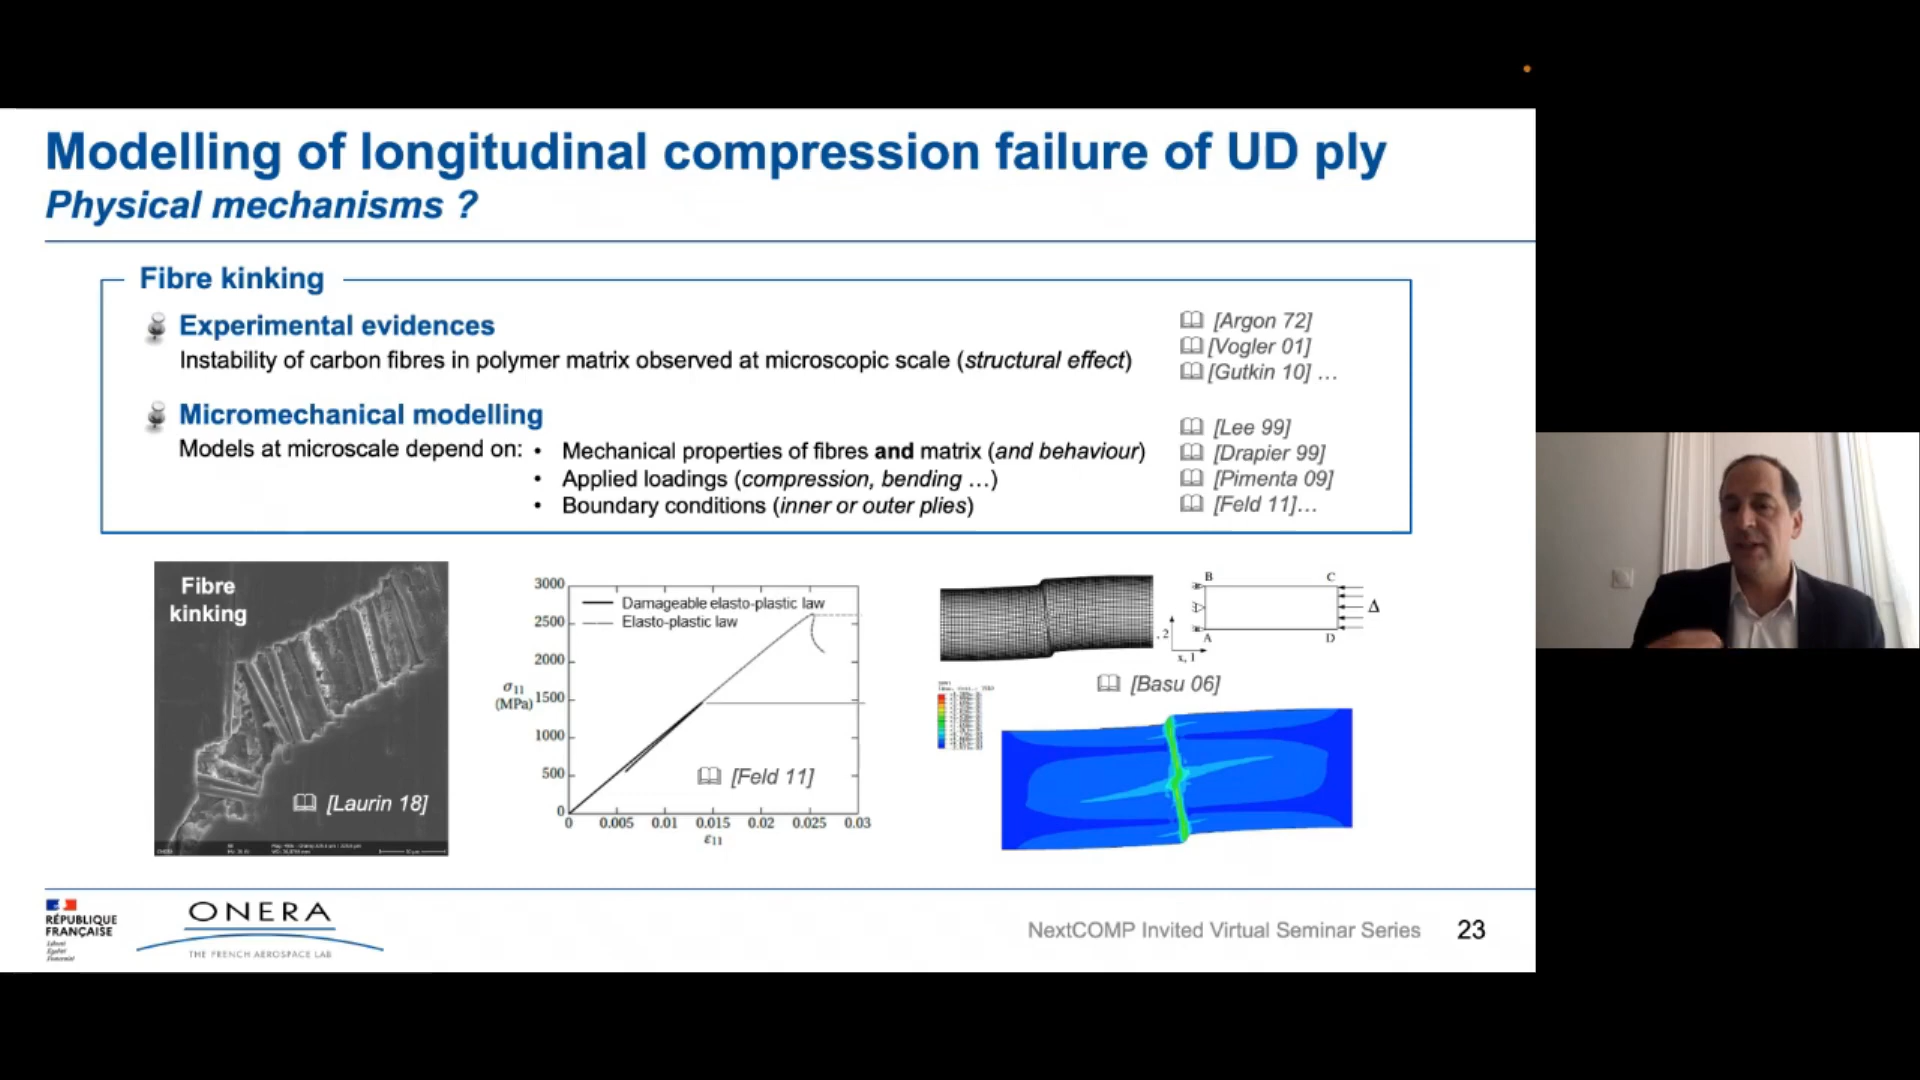 Modelling of longitudinal compression failure of UD ply
Physical mechanisms ?
Fibre kinking
Experimental evidences
Instability of carbon fibres in polymer matrix observed at microscopic scale (structural effect)
[Argon 72]
[Vogler 01]
[Gutkin 10] …
Micromechanical modelling
Models at microscale depend on:
• Mechanical properties of fibres and matrix (and behaviour)
• Applied loadings (compression, bending …)
• Boundary conditions (inner or outer plies)
[Lee 99]
[Drapier 99]
[Pimenta 09]
[Feld 11]…
Fibre
kinking
[Laurin 18]
3000
2500
2000
1500
1000
500
0
σ11
(MPa)
Damageable elasto-plastic law
Elasto-plastic law
[Feld 11]
0 0.005 0.01 0.015 0.02 0.025 0.03
ε11
B C
Δ
A D
, 2
x, 1
[Basu 06]
RÉPUBLIQUE
FRANÇAISE
Liberté
Égalité
Fraternité
ONERA
THE FRENCH AEROSPACE LAB
NextCOMP Invited Virtual Seminar Series 23